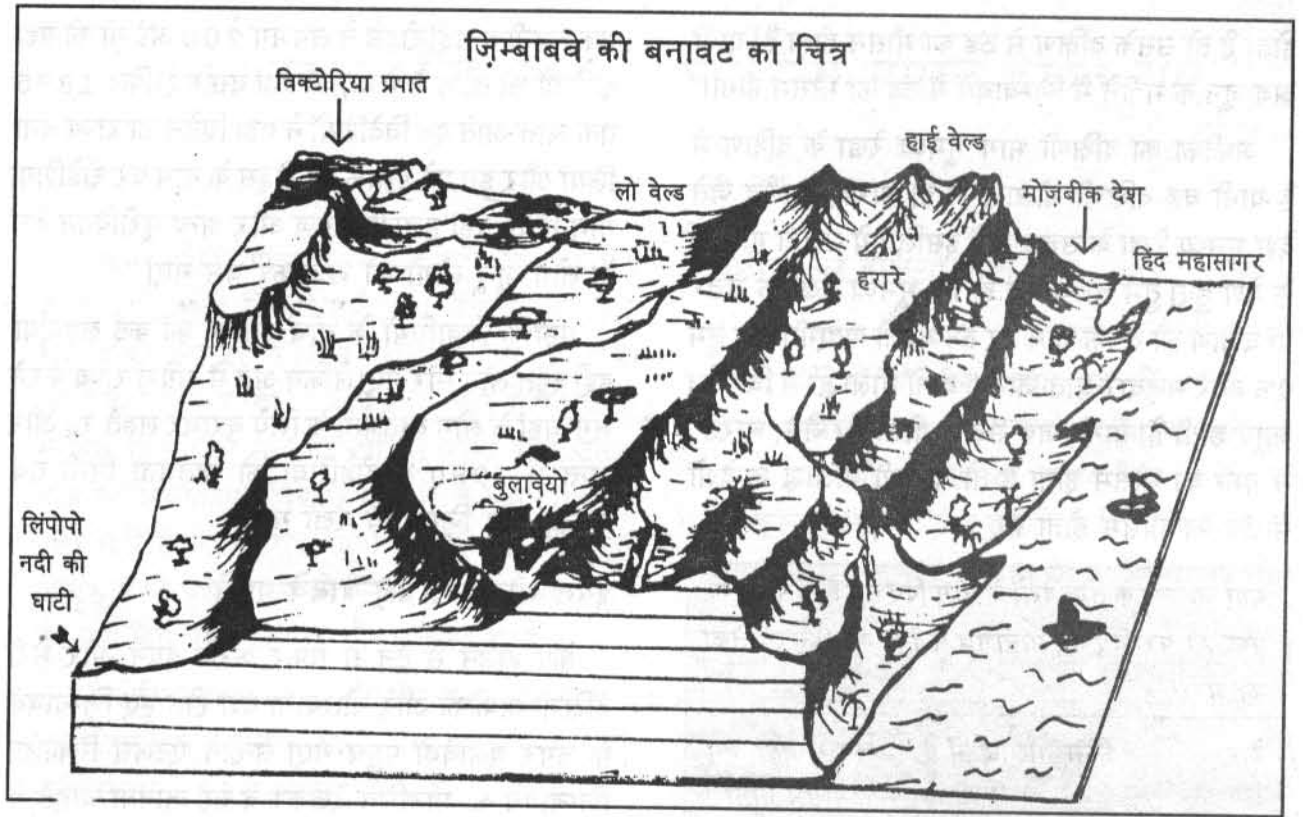 ज़िम्बाबवे की बनावट का चित्र
विक्टोरिया प्रपात
हाई वेल्ड
लो वेल्ड
मोज़ंबीक देश
हिंद महासागर
हरारे
बुलावेयो
लिंपोपो
नदी की
घाटी